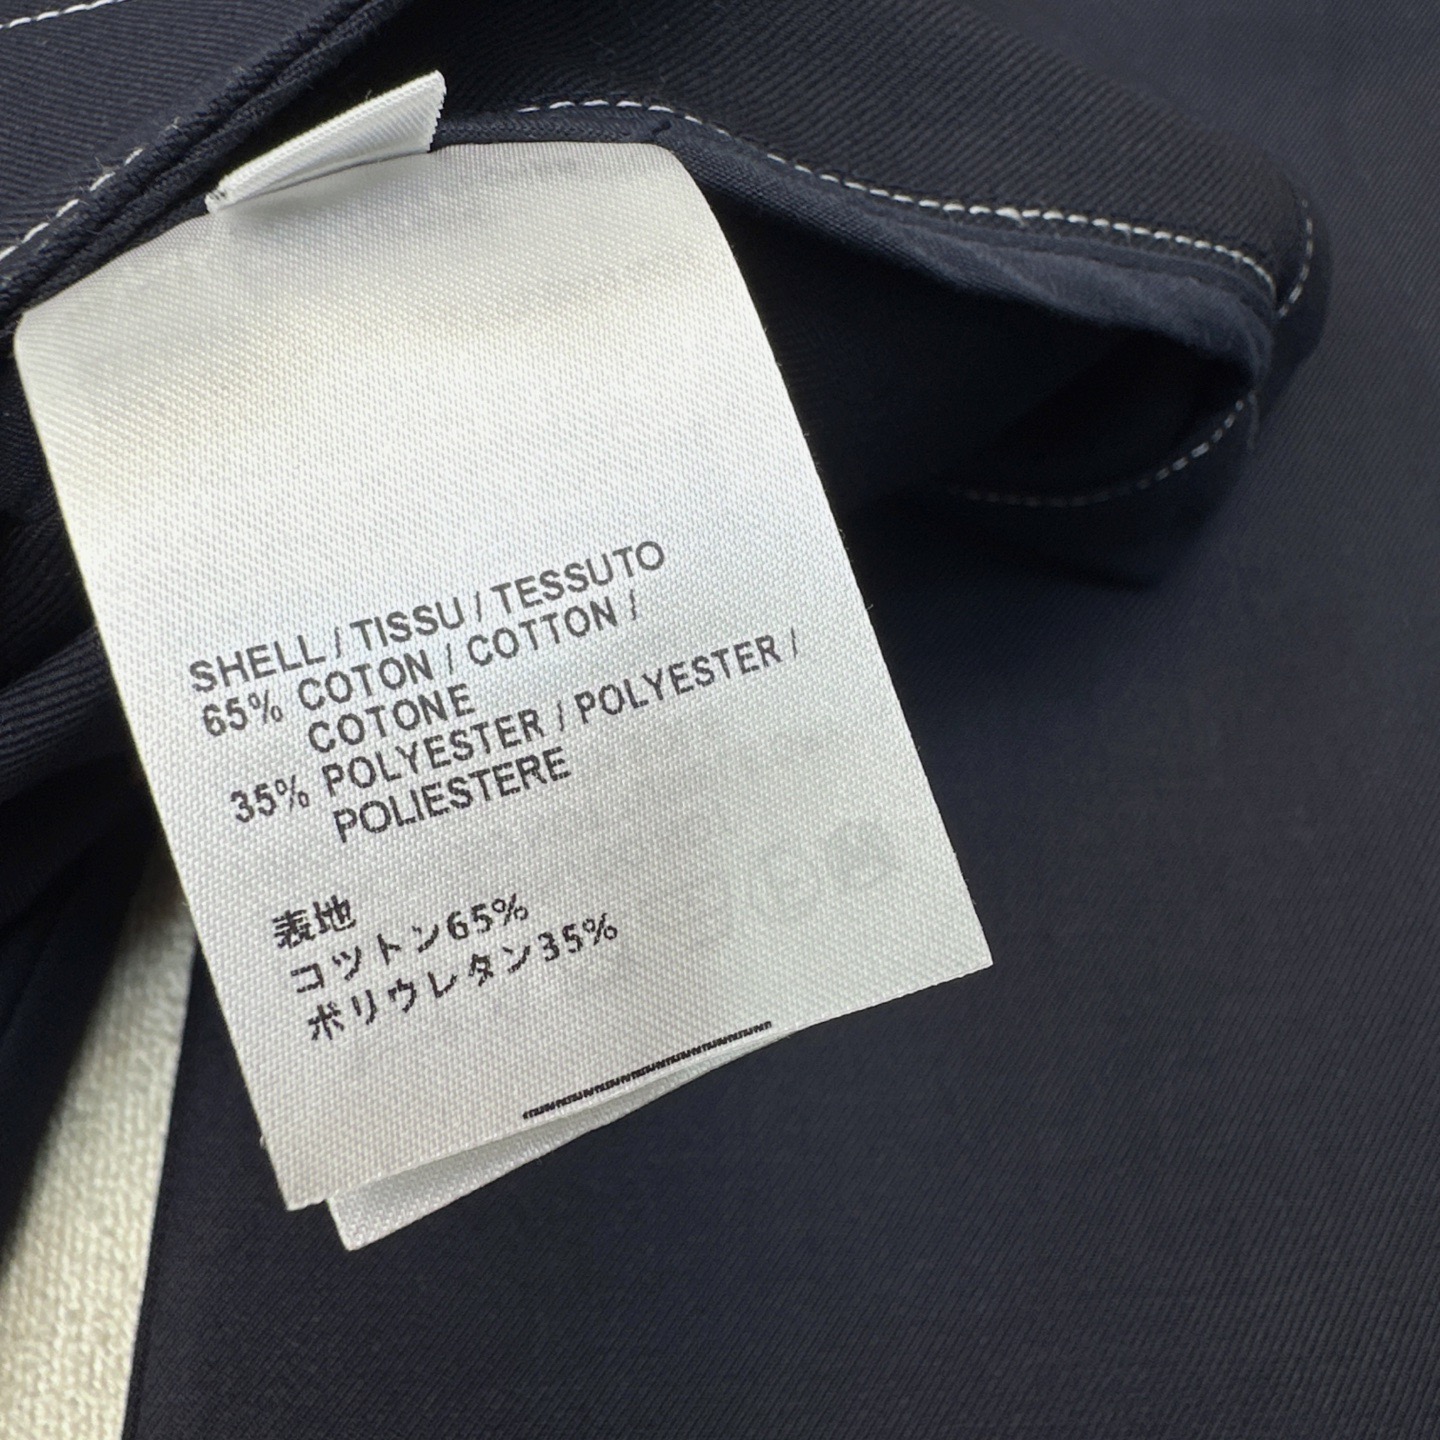 SHELL / TISSU / TESSUTO
65% COTON / COTTON /
COTONE
35% POLYESTER / POLYESTER /
POLIESTERE
表地
コットン65%
ポリウレタン35%